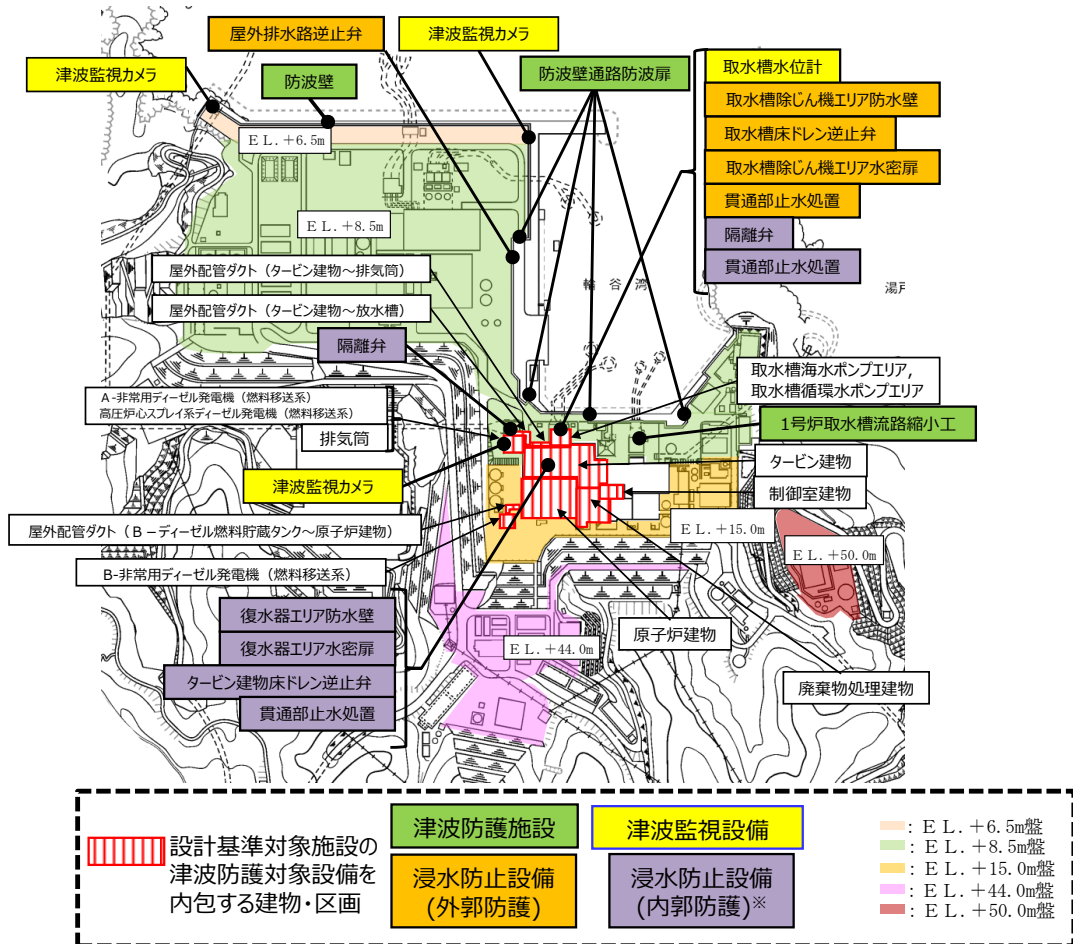 屋外排水路逆止弁
津波監視カメラ
津波監視カメラ
防波壁
防波壁通路防波扉
取水槽水位計
取水槽除じん機エリア防水壁
取水槽床ドレン逆止弁
取水槽除じん機エリア水密扉
貫通部止水処置
隔離弁
貫通部止水処置
EL.+6.5m
EL.+8.5m
輪谷湾
屋外配管ダクト(タービン建物~排気筒)
屋外配管ダクト(タービン建物~放水槽)
隔離弁
A-非常用ディーゼル発電機(燃料移送系)
高圧炉心スプレイ系ディーゼル発電機(燃料移送系)
排気筒
津波監視カメラ
屋外配管ダクト(B-ディーゼル燃料貯蔵タンク~原子炉建物)
B-非常用ディーゼル発電機(燃料移送系)
取水槽海水ポンプエリア,
取水槽循環水ポンプエリア
1号炉取水槽流路縮小工
タービン建物
制御室建物
EL.+15.0m
EL.+50.0m
復水器エリア防水壁
復水器エリア水密扉
タービン建物床ドレン逆止弁
貫通部止水処置
EL.+44.0m
原子炉建物
廃棄物処理建物
設計基準対象施設の
津波防護対象設備を
内包する建物・区画
津波防護施設
津波監視設備
浸水防止設備
(外郭防護)
浸水防止設備
(内郭防護)※
: EL.+6.5m盤
: EL.+8.5m盤
: EL.+15.0m盤
: EL.+44.0m盤
: EL.+50.0m盤